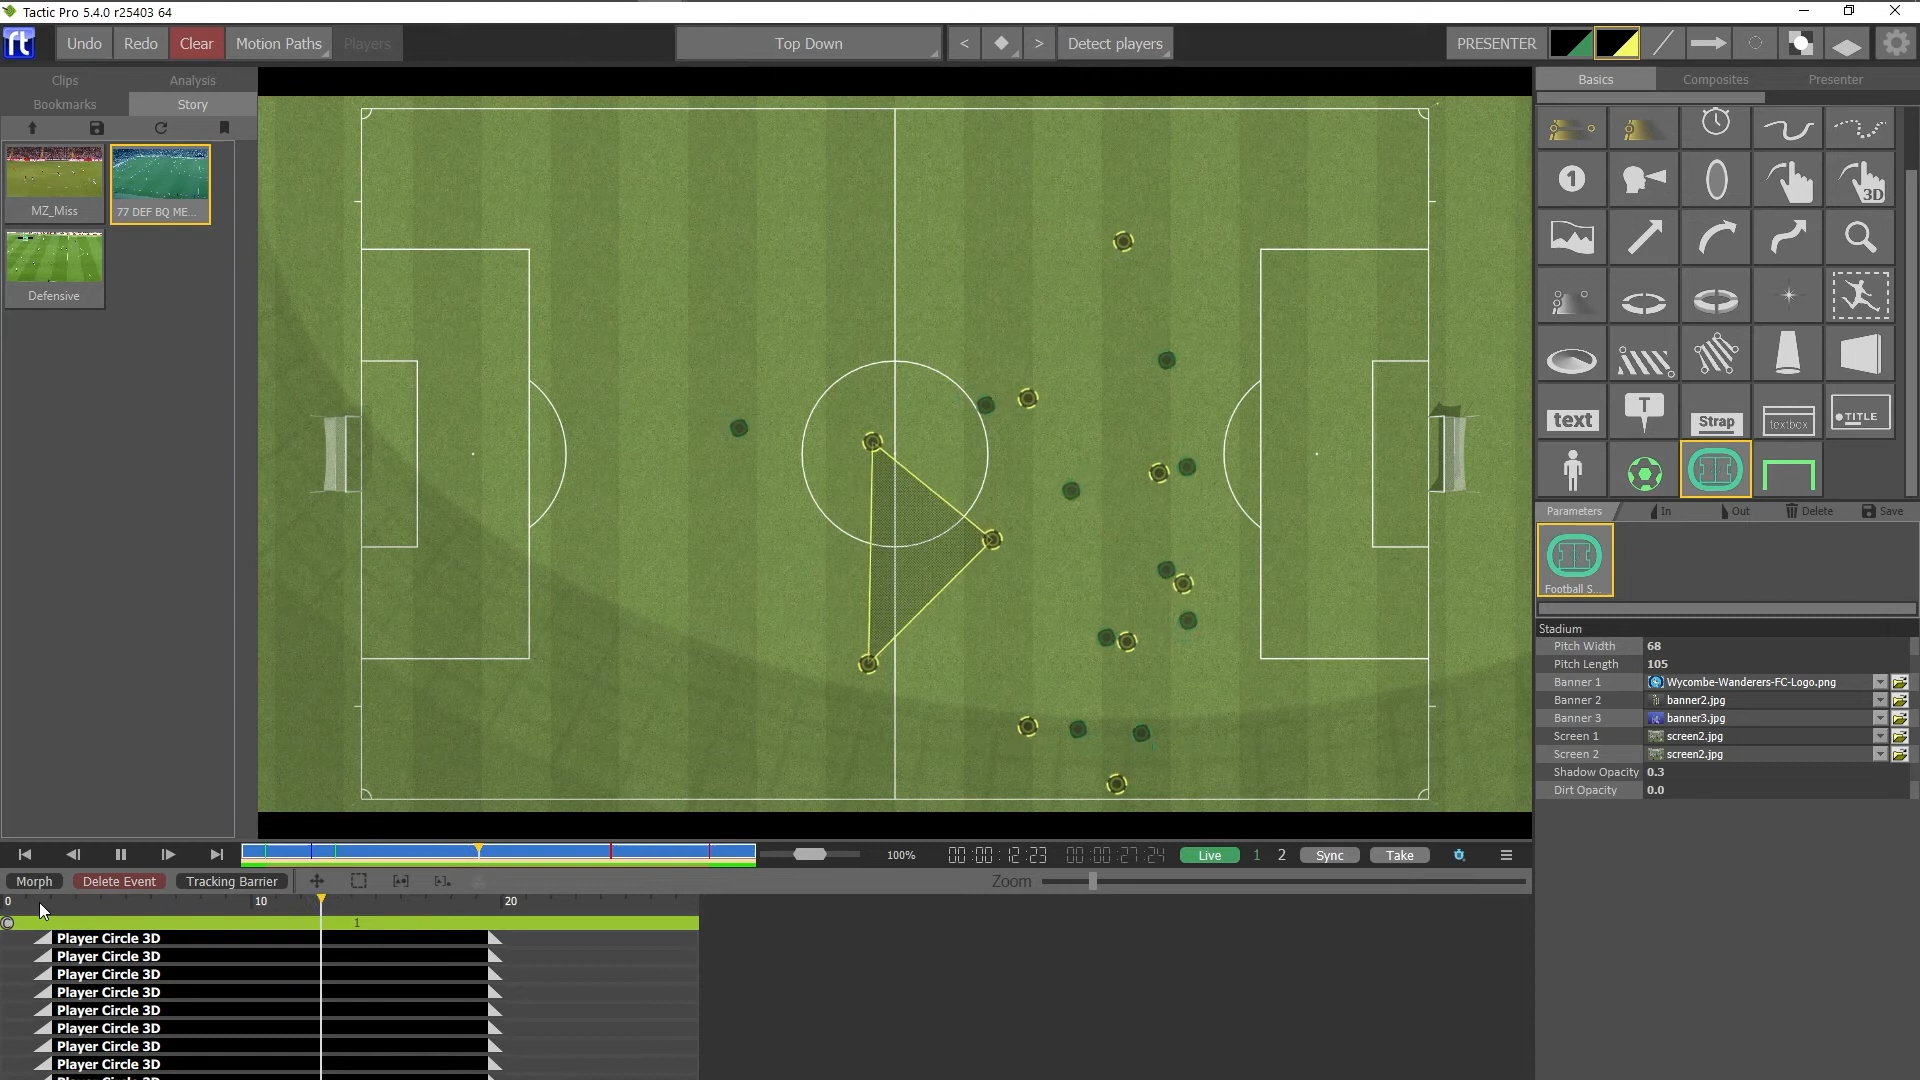 Tactic Pro 5.4.0 r25403 64
rt
Undo
Redo
Clear
Motion Paths
Players
Top Down
<
>
Detect players
PRESENTER
Clips
Analysis
Bookmarks
Story
MZ_Miss
77 DEF BQ ME...
Defensive
Basics
Composites
Presenter
1
3D
text
T
Strap
textbox
TITLE
Parameters
In
Out
Delete
Save
Football S...
Stadium
Pitch Width 68
Pitch Length 105
Banner 1 Wycombe-Wanderers-FC-Logo.png
Banner 2 banner2.jpg
Banner 3 banner3.jpg
Screen 1 screen2.jpg
Screen 2 screen2.jpg
Shadow Opacity 0.3
Dirt Opacity 0.0
100%
00:00:12:23
00:00:27:24
Live
1
2
Sync
Take
Morph
Delete Event
Tracking Barrier
Zoom
0
10
20
C
1
Player Circle 3D
Player Circle 3D
Player Circle 3D
Player Circle 3D
Player Circle 3D
Player Circle 3D
Player Circle 3D
Player Circle 3D